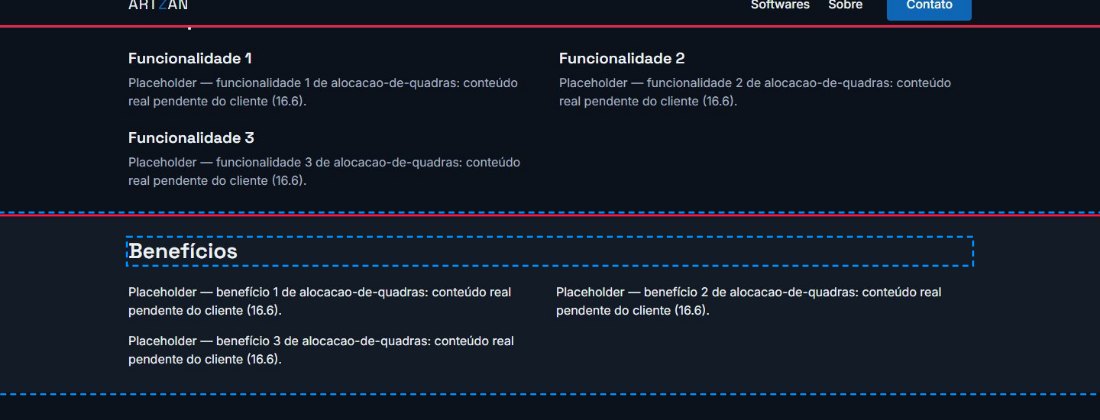 ARTZAN
Softwares Sobre Contato
Funcionalidade 1
Placeholder — funcionalidade 1 de alocacao-de-quadras: conteúdo
real pendente do cliente (16.6).
Funcionalidade 2
Placeholder — funcionalidade 2 de alocacao-de-quadras: conteúdo
real pendente do cliente (16.6).
Funcionalidade 3
Placeholder — funcionalidade 3 de alocacao-de-quadras: conteúdo
real pendente do cliente (16.6).
Benefícios
Placeholder — benefício 1 de alocacao-de-quadras: conteúdo real
pendente do cliente (16.6).
Placeholder — benefício 2 de alocacao-de-quadras: conteúdo real
pendente do cliente (16.6).
Placeholder — benefício 3 de alocacao-de-quadras: conteúdo real
pendente do cliente (16.6).